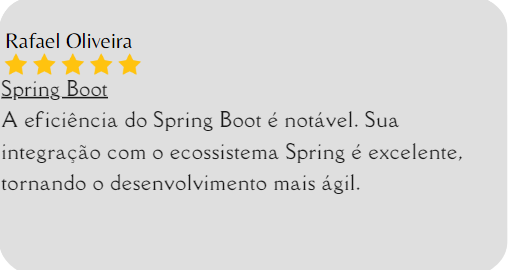 Rafael Oliveira
Spring Boot
A eficiência do Spring Boot é notável. Sua
integração com o ecossistema Spring é excelente,
tornando o desenvolvimento mais ágil.